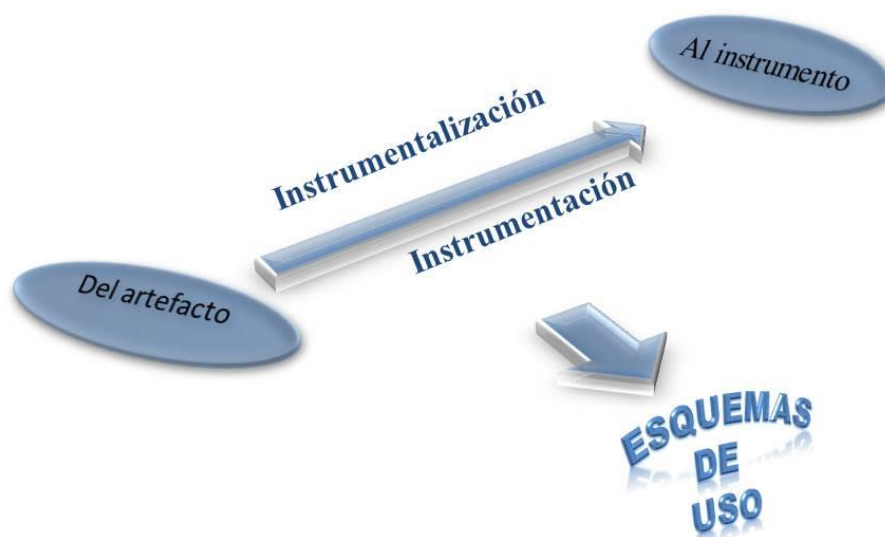 Al instrumento
Instrumentalización
Instrumentación
Del artefacto
ESQUEMAS
DE
USO